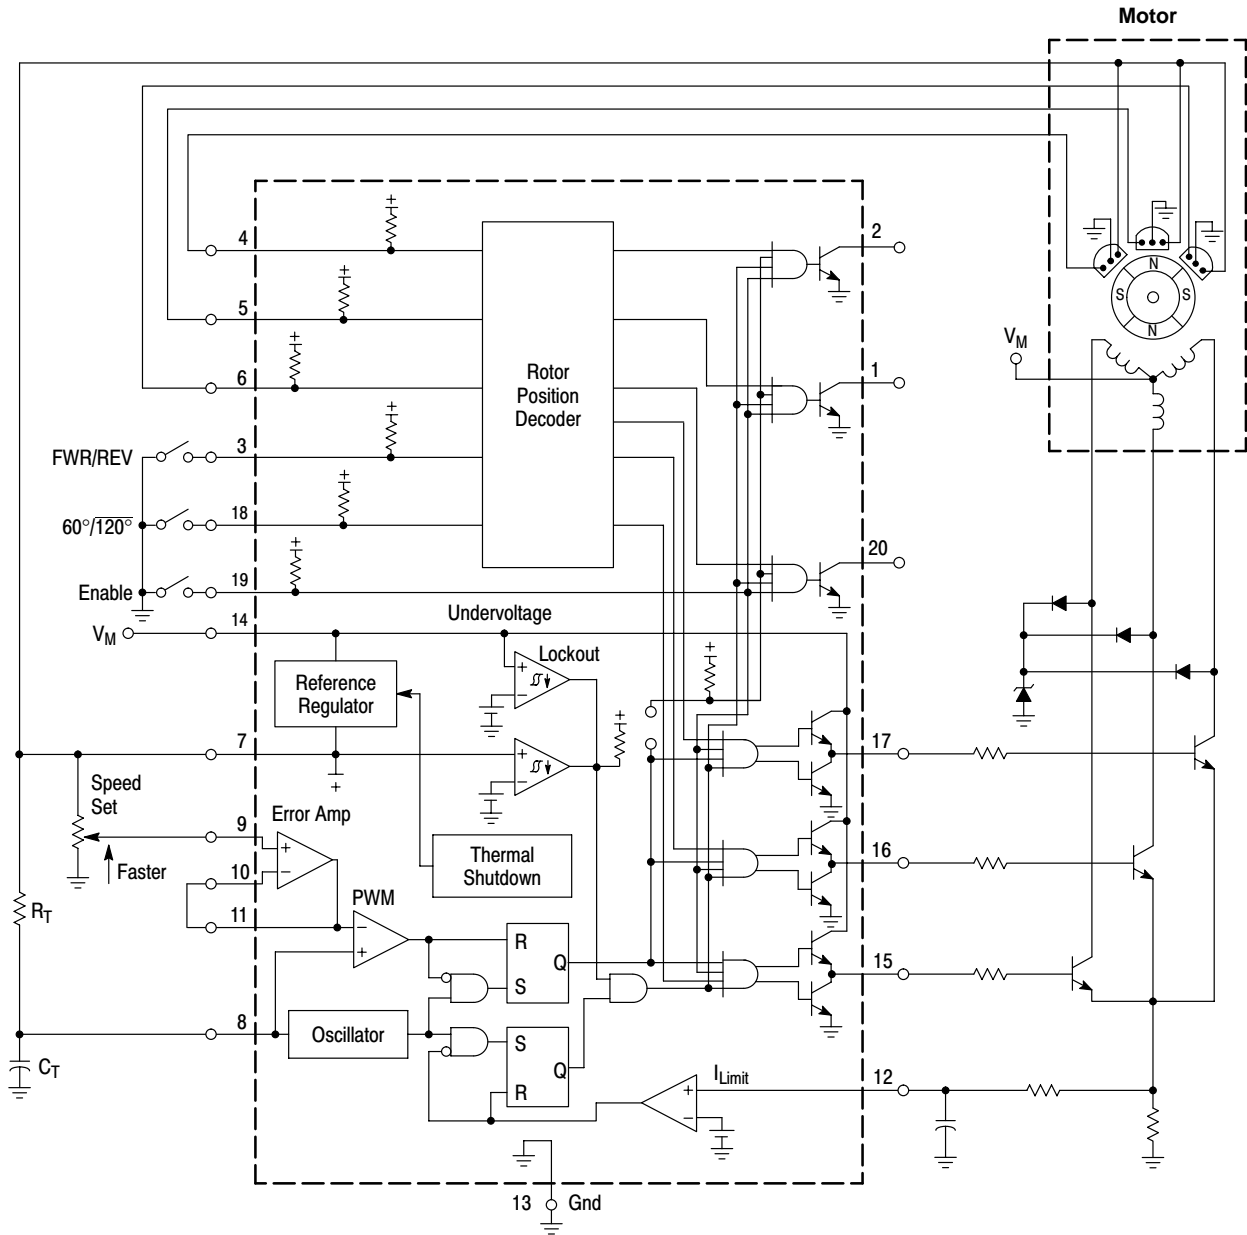 Motor
4
2
N
S
S
N
5
V_M
6
1
Rotor
Position
Decoder
FWR/REV
3
60°/120°
18
20
Enable
19
Undervoltage
V_M
14
Lockout
Reference
Regulator
7
17
Speed
Set
Error Amp
9
Faster
Thermal
Shutdown
16
10
R_T
11
PWM
R
Q
S
15
8
Oscillator
S
Q
R
C_T
I_Limit
12
13
Gnd